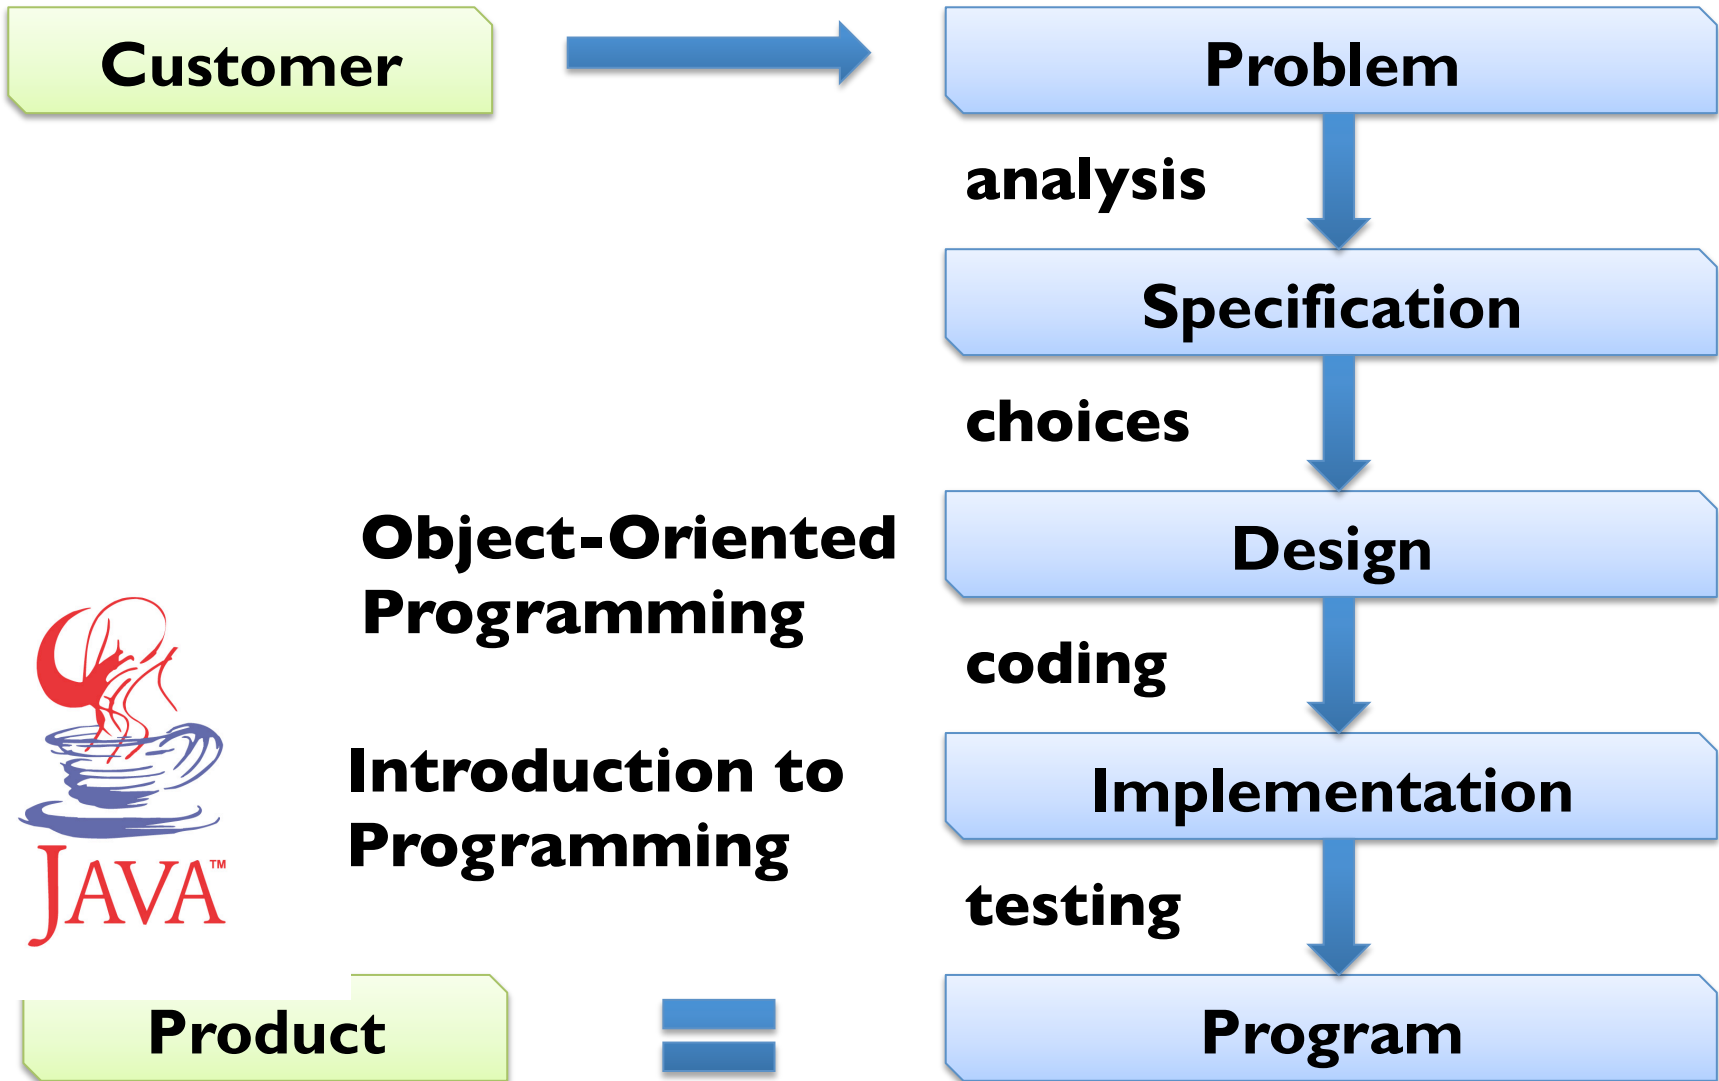 Customer
Problem
analysis
Specification
choices
Object-Oriented
Programming
Design
coding
Introduction to
Programming
Implementation
JAVA™
testing
Product
Program